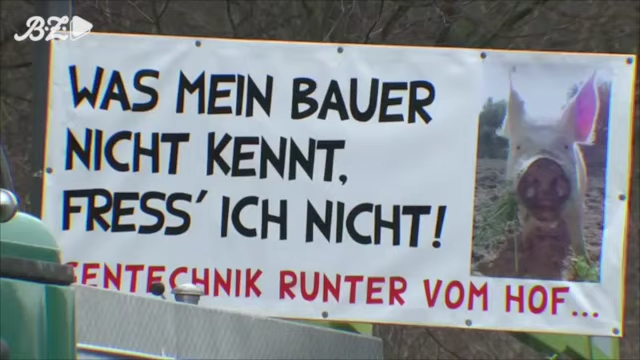 B.Z.
WAS MEIN BAUER
NICHT KENNT,
FRESS' ICH NICHT!
ENTECHNIK RUNTER VOM HOF...